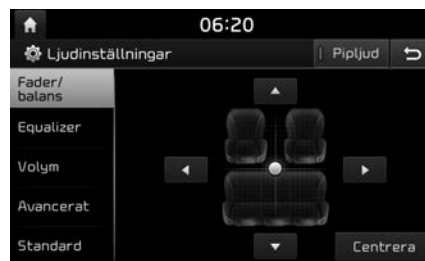 06:20
Ljudinställningar
Pipljud
Fader/
balans
Equalizer
Volym
Avancerat
Standard
Centrera